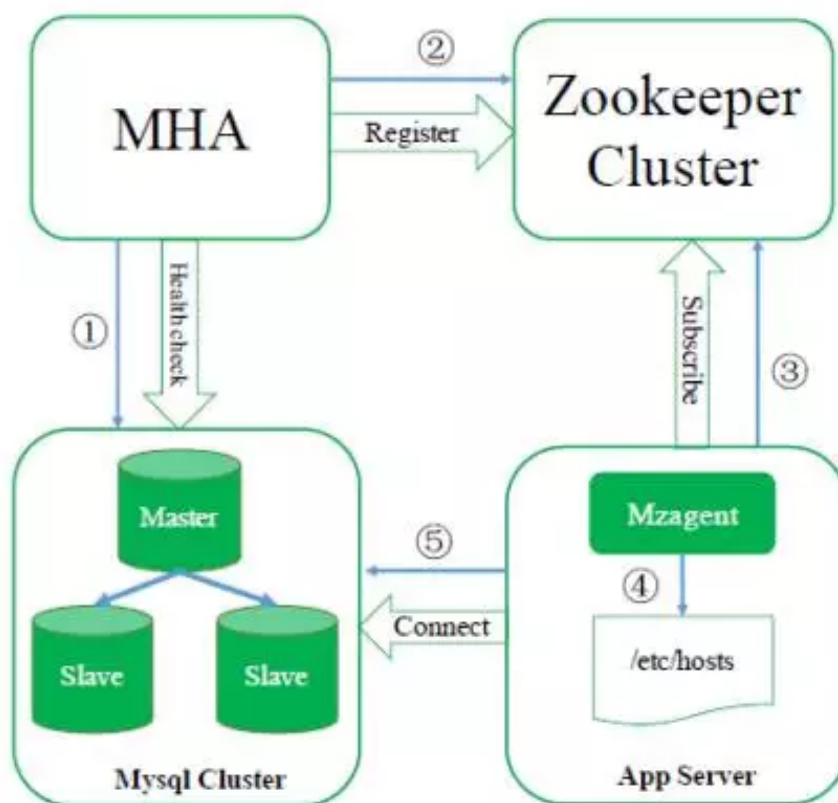 MHA
②
Register
Zookeeper
Cluster
①
Health check
Subscribe
③
Master
Slave
Slave
Mysql Cluster
⑤
Connect
Mzagent
④
/etc/hosts
App Server